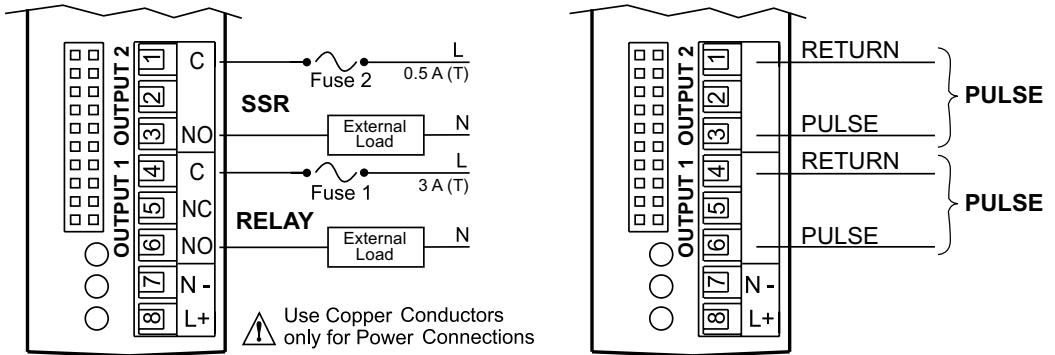 OUTPUT 2
OUTPUT 1
1 C
2
3 NO
4 C
5 NC
6 NO
7 N -
8 L+
Fuse 2
L
0.5 A (T)
SSR
External
Load
N
Fuse 1
L
3 A (T)
RELAY
External
Load
N
Use Copper Conductors
only for Power Connections
OUTPUT 2
OUTPUT 1
1
2
3
4
5
6
7 N -
8 L+
RETURN
PULSE
PULSE
RETURN
PULSE
PULSE